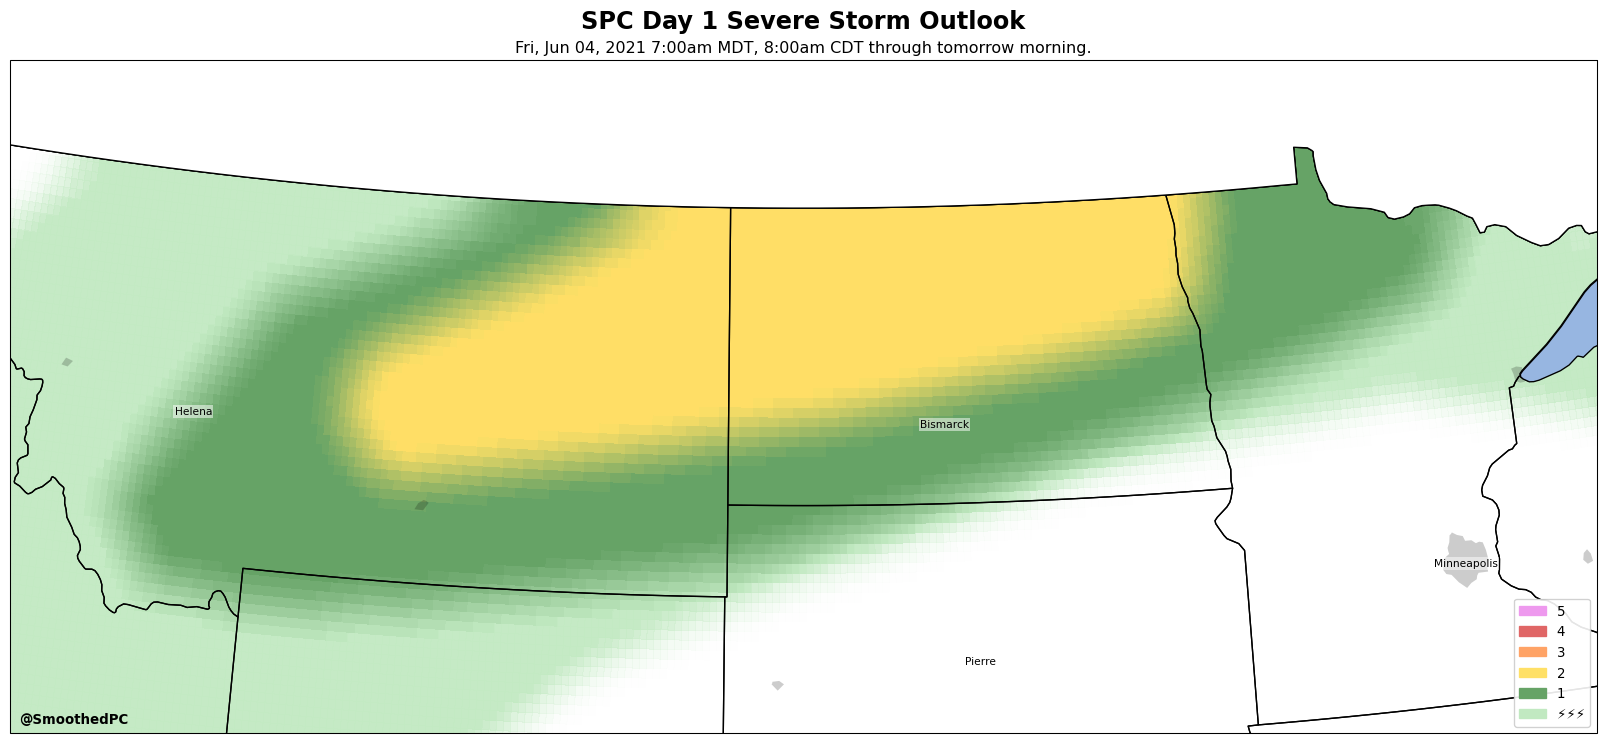 SPC Day 1 Severe Storm Outlook
Fri, Jun 04, 2021 7:00am MDT, 8:00am CDT through tomorrow morning.
Helena
Bismarck
Minneapolis
Pierre
5
4
3
2
1
⚡⚡⚡
@SmoothedPC